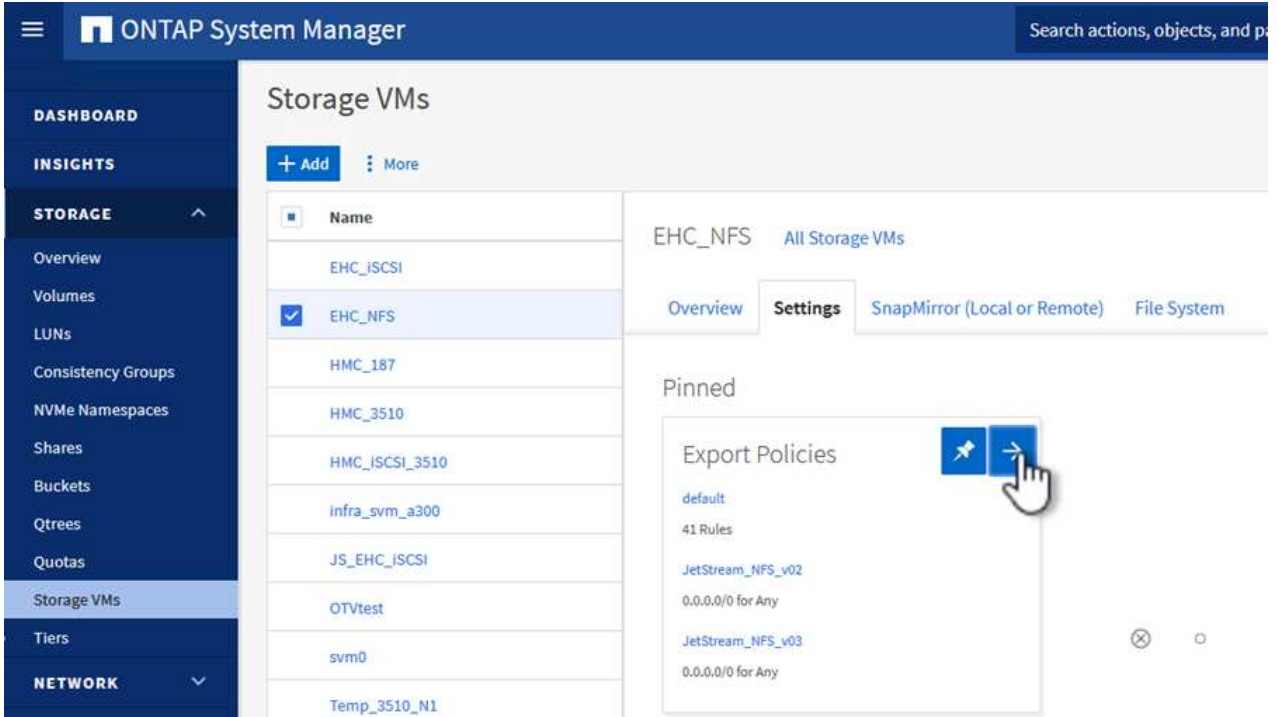 ONTAP System Manager
Search actions, objects, and pa
DASHBOARD
INSIGHTS
STORAGE
Overview
Volumes
LUNs
Consistency Groups
NVMe Namespaces
Shares
Buckets
Qtrees
Quotas
Storage VMs
Tiers
NETWORK
Storage VMs
+ Add
More
Name
EHC_iSCSI
EHC_NFS
HMC_187
HMC_3510
HMC_iSCSI_3510
infra_svm_a300
JS_EHC_iSCSI
OTVtest
svm0
Temp_3510_N1
EHC_NFS All Storage VMs
Overview Settings SnapMirror (Local or Remote) File System
Pinned
Export Policies
default
41 Rules
JetStream_NFS_v02
0.0.0.0/0 for Any
JetStream_NFS_v03
0.0.0.0/0 for Any